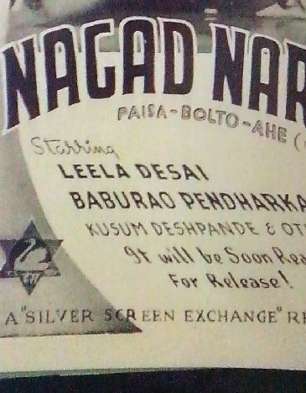 NAGAD NAR
PAISA-BOLTO-AHE (
Starring
LEELA DESAI
BABURAO PENDHARKA
KUSUM DESHPANDE & OT
It will be Soon Rea
For Release!
A "SILVER SCREEN EXCHANGE" RE